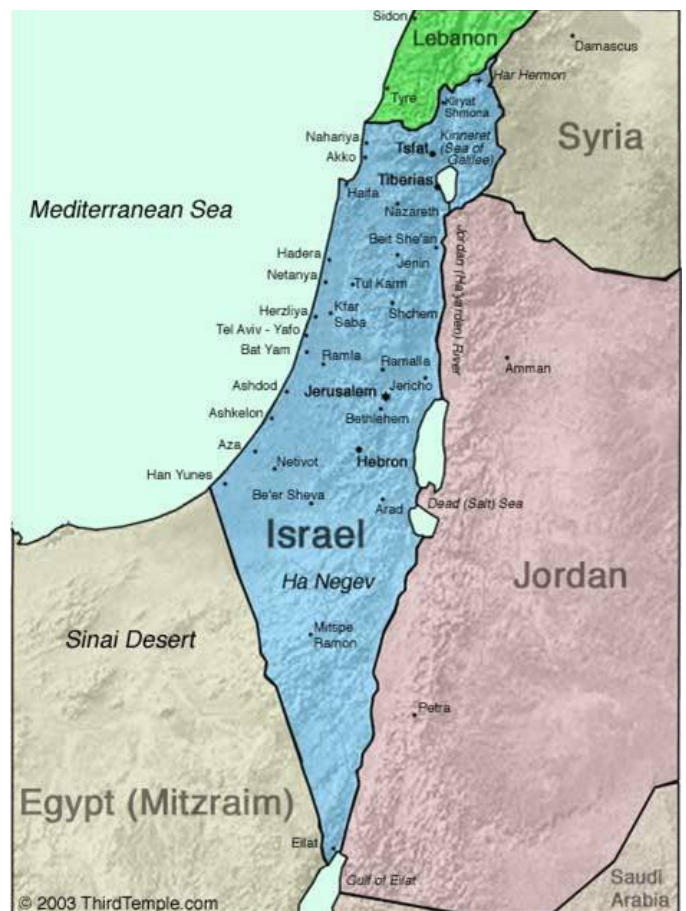 Sidon
Lebanon
Damascus
Har Hermon
Tyre
Kiryat
Shmona
Syria
Nahariya
Akko
Tsfat
Kinneret
(Sea of
Galilee)
Tiberias
Haifa
Mediterranean Sea
Nazareth
Beit She'an
Jordan (Ha'yarden) River
Hadera
Jenin
Netanya
Tul Karm
Herzliya
Kfar
Saba
Shchem
Tel Aviv - Yafo
Bat Yam
Ramla
Ramalla
Amman
Ashdod
Jerusalem
Jericho
Ashkelon
Bethlehem
Aza
Netivot
Hebron
Han Yunes
Be'er Sheva
Arad
Dead (Salt) Sea
Israel
Ha Negev
Jordan
Sinai Desert
Mitspe
Ramon
Petra
Egypt (Mitzraim)
Eilat
Gulf of Eilat
Saudi
Arabia
© 2003 ThirdTemple.com